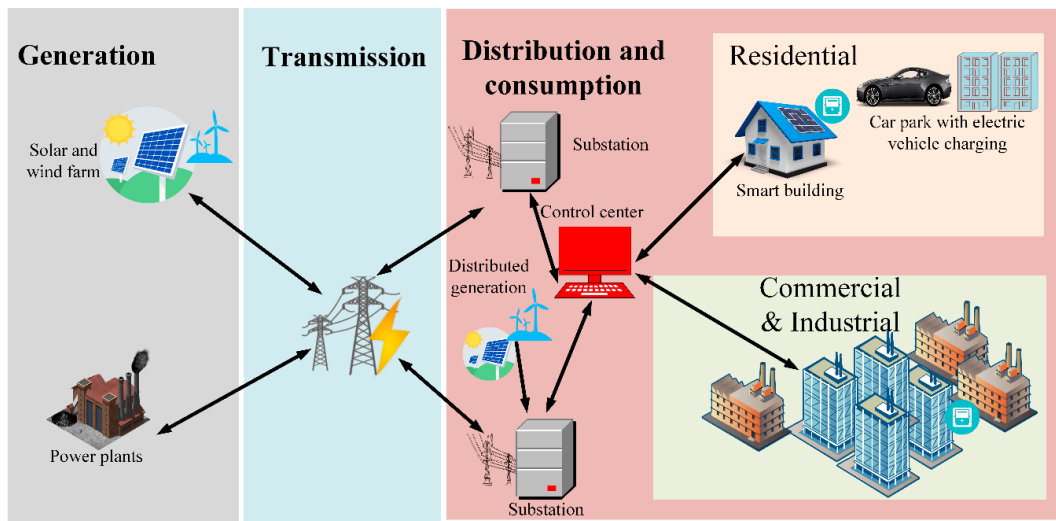 Generation
Solar and
wind farm
Power plants
Transmission
Distribution and
consumption
Substation
Control center
Distributed
generation
Substation
Residential
Car park with electric
vehicle charging
Smart building
Commercial
& Industrial